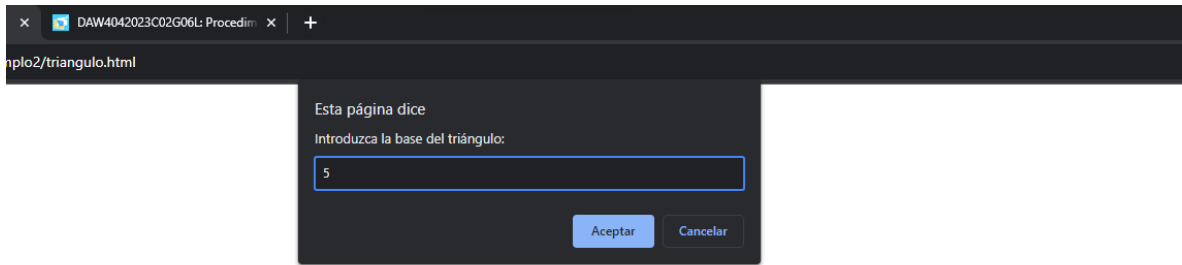 DAW4042023C02G06L: Procedim
mplo2/triangulo.html
Esta página dice
Introduzca la base del triángulo:
5
Aceptar
Cancelar